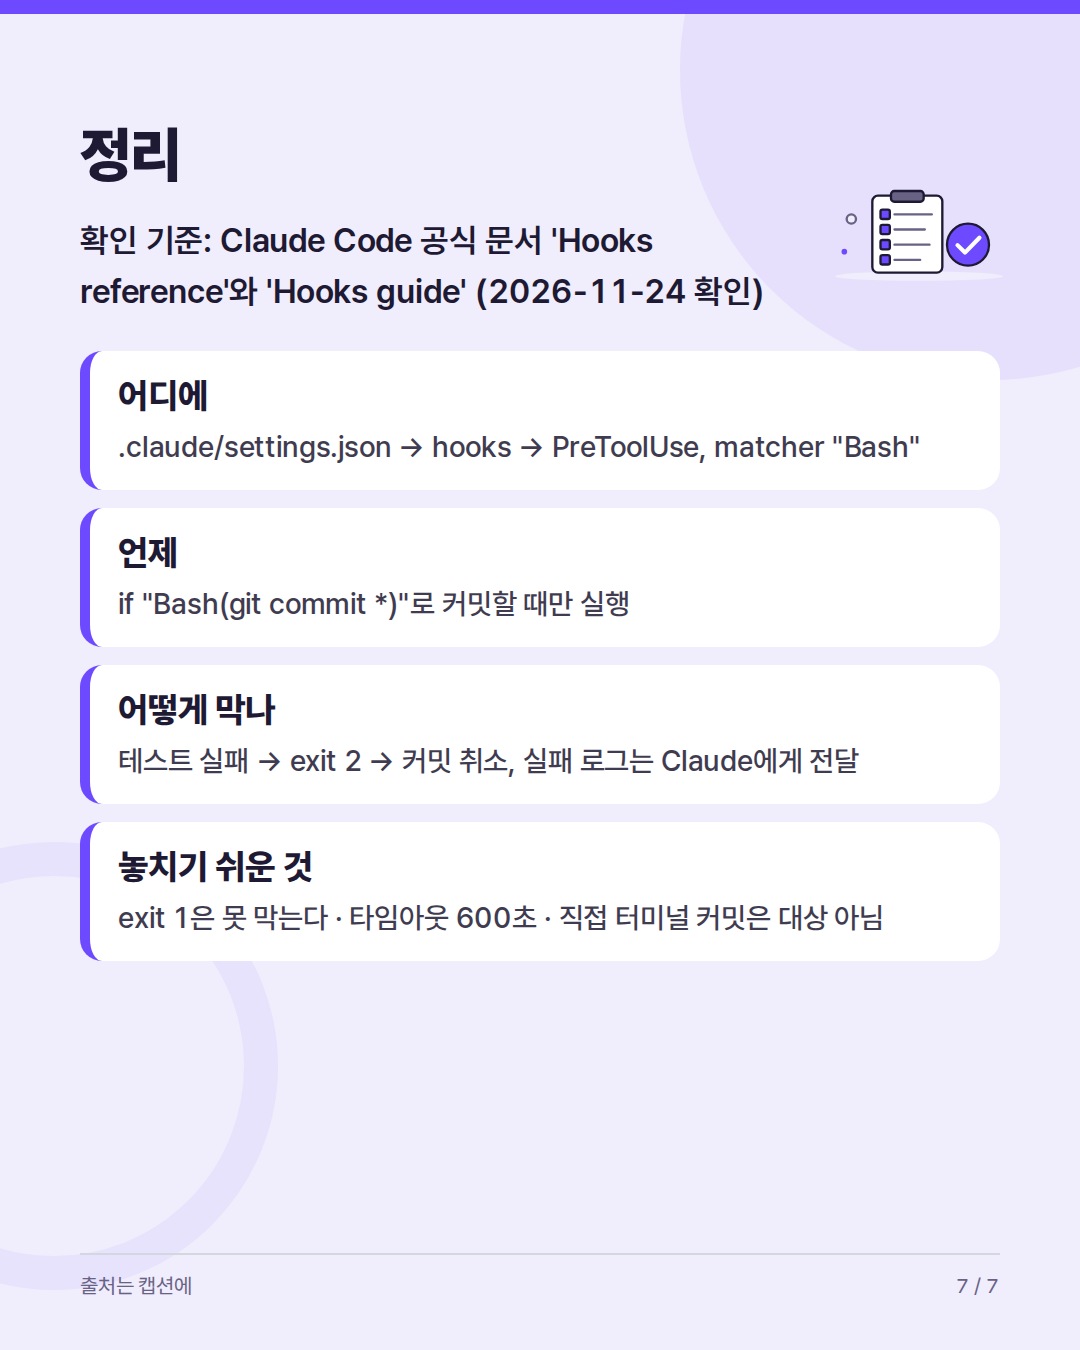 정리
확인 기준: Claude Code 공식 문서 'Hooks
reference'와 'Hooks guide' (2026-11-24 확인)
어디에
.claude/settings.json → hooks → PreToolUse, matcher "Bash"
언제
if "Bash(git commit *)"로 커밋할 때만 실행
어떻게 막나
테스트 실패 → exit 2 → 커밋 취소, 실패 로그는 Claude에게 전달
놓치기 쉬운 것
exit 1은 못 막는다 · 타임아웃 600초 · 직접 터미널 커밋은 대상 아님
출처는 캡션에
7 / 7